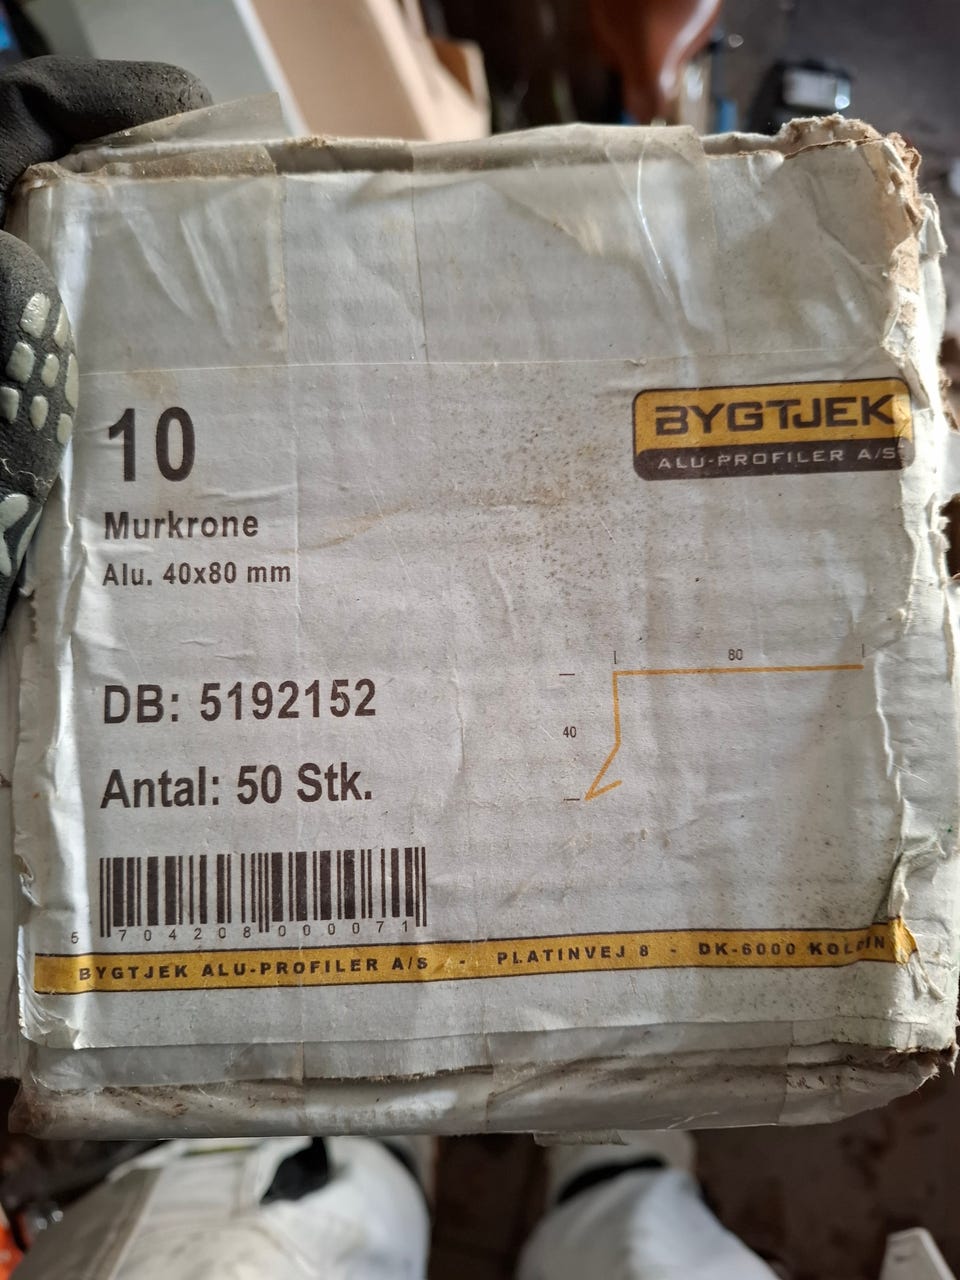 10
BYGTJEK
ALU-PROFILER A/S
Murkrone
Alu. 40x80 mm
80
40
DB: 5192152
Antal: 50 Stk.
5 704208 000071
BYGTJEK ALU-PROFILER A/S - PLATINVEJ 8 - DK-6000 KOLDIN